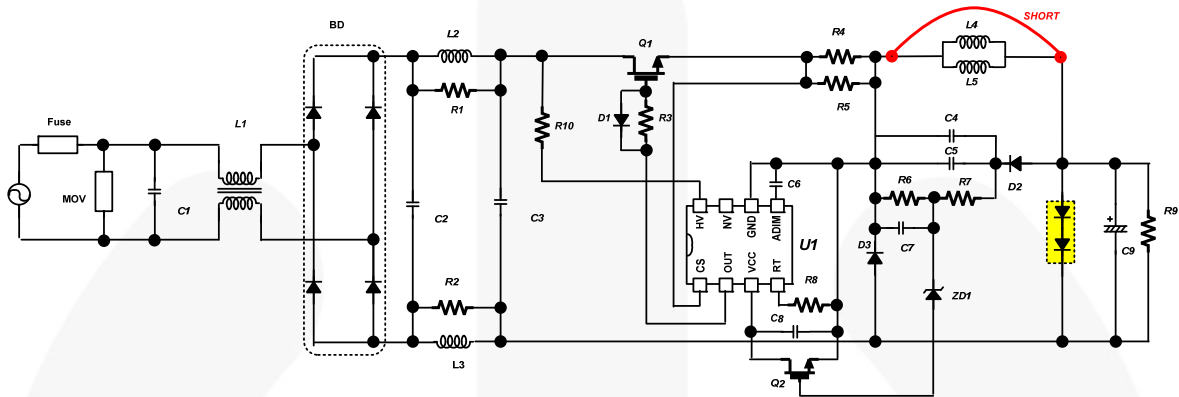 SHORT
BD
L2
Q1
R4
L4
L5
R1
D1
R3
R5
Fuse
L1
R10
C4
C5
MOV
C1
C2
C3
C6
R6
R7
D2
HV
NV
GND
ADIM
U1
CS
OUT
VCC
RT
D3
C7
+
C9
R9
R2
R8
ZD1
C8
L3
Q2